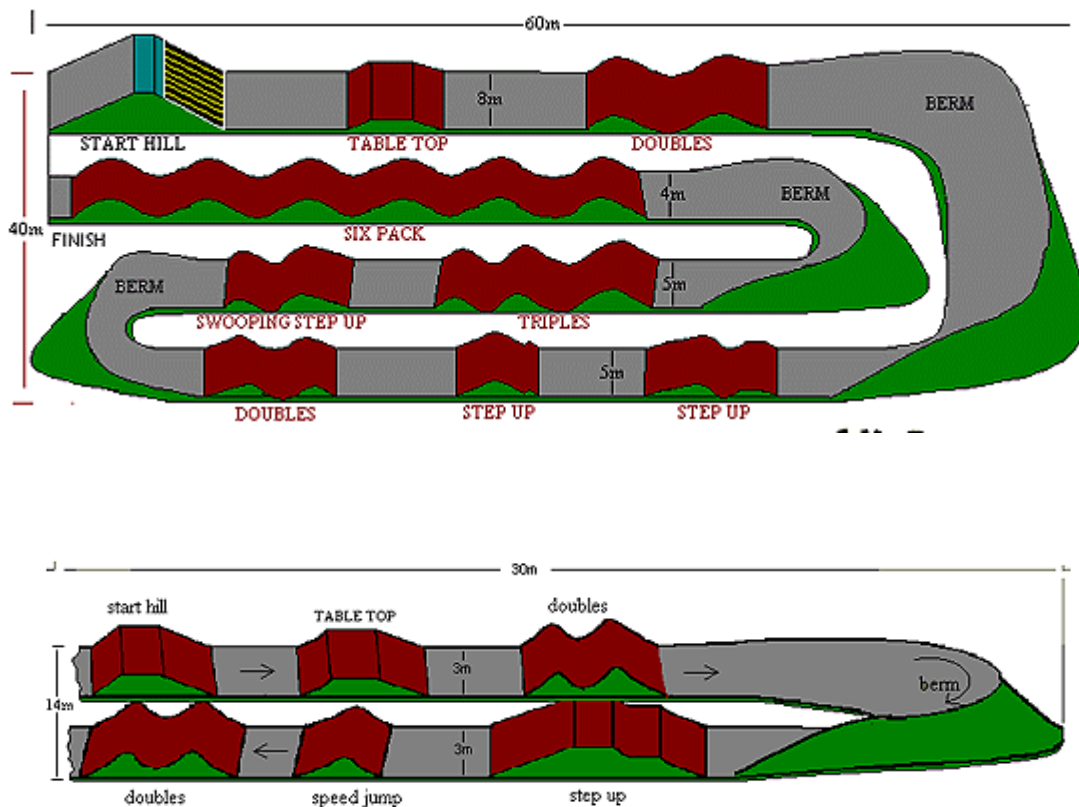 60m
8m
BERM
START HILL
TABLE TOP
DOUBLES
4m
BERM
40m
FINISH
SIX PACK
BERM
5m
SWOOPING STEP UP
TRIPLES
5m
DOUBLES
STEP UP
STEP UP
30m
start hill
TABLE TOP
doubles
3m
berm
14m
3m
doubles
speed jump
step up